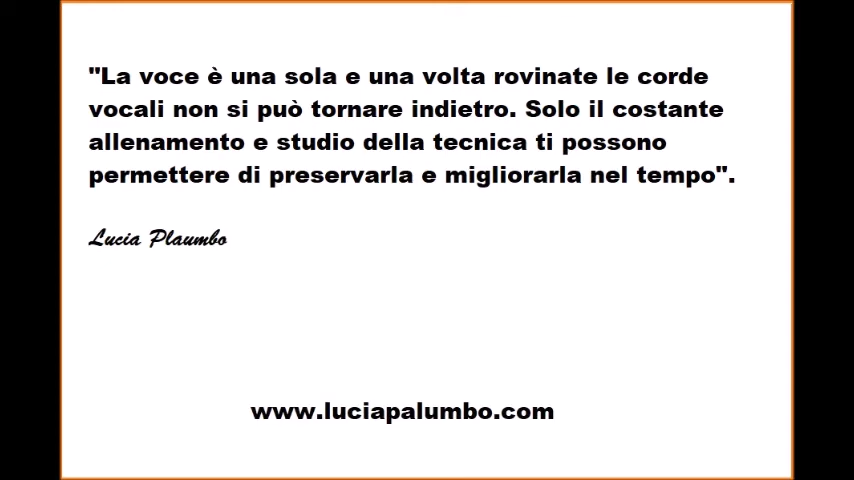 "La voce è una sola e una volta rovinate le corde
vocali non si può tornare indietro. Solo il costante
allenamento e studio della tecnica ti possono
permettere di preservarla e migliorarla nel tempo".
Lucia Plaumbo
www.luciapalumbo.com